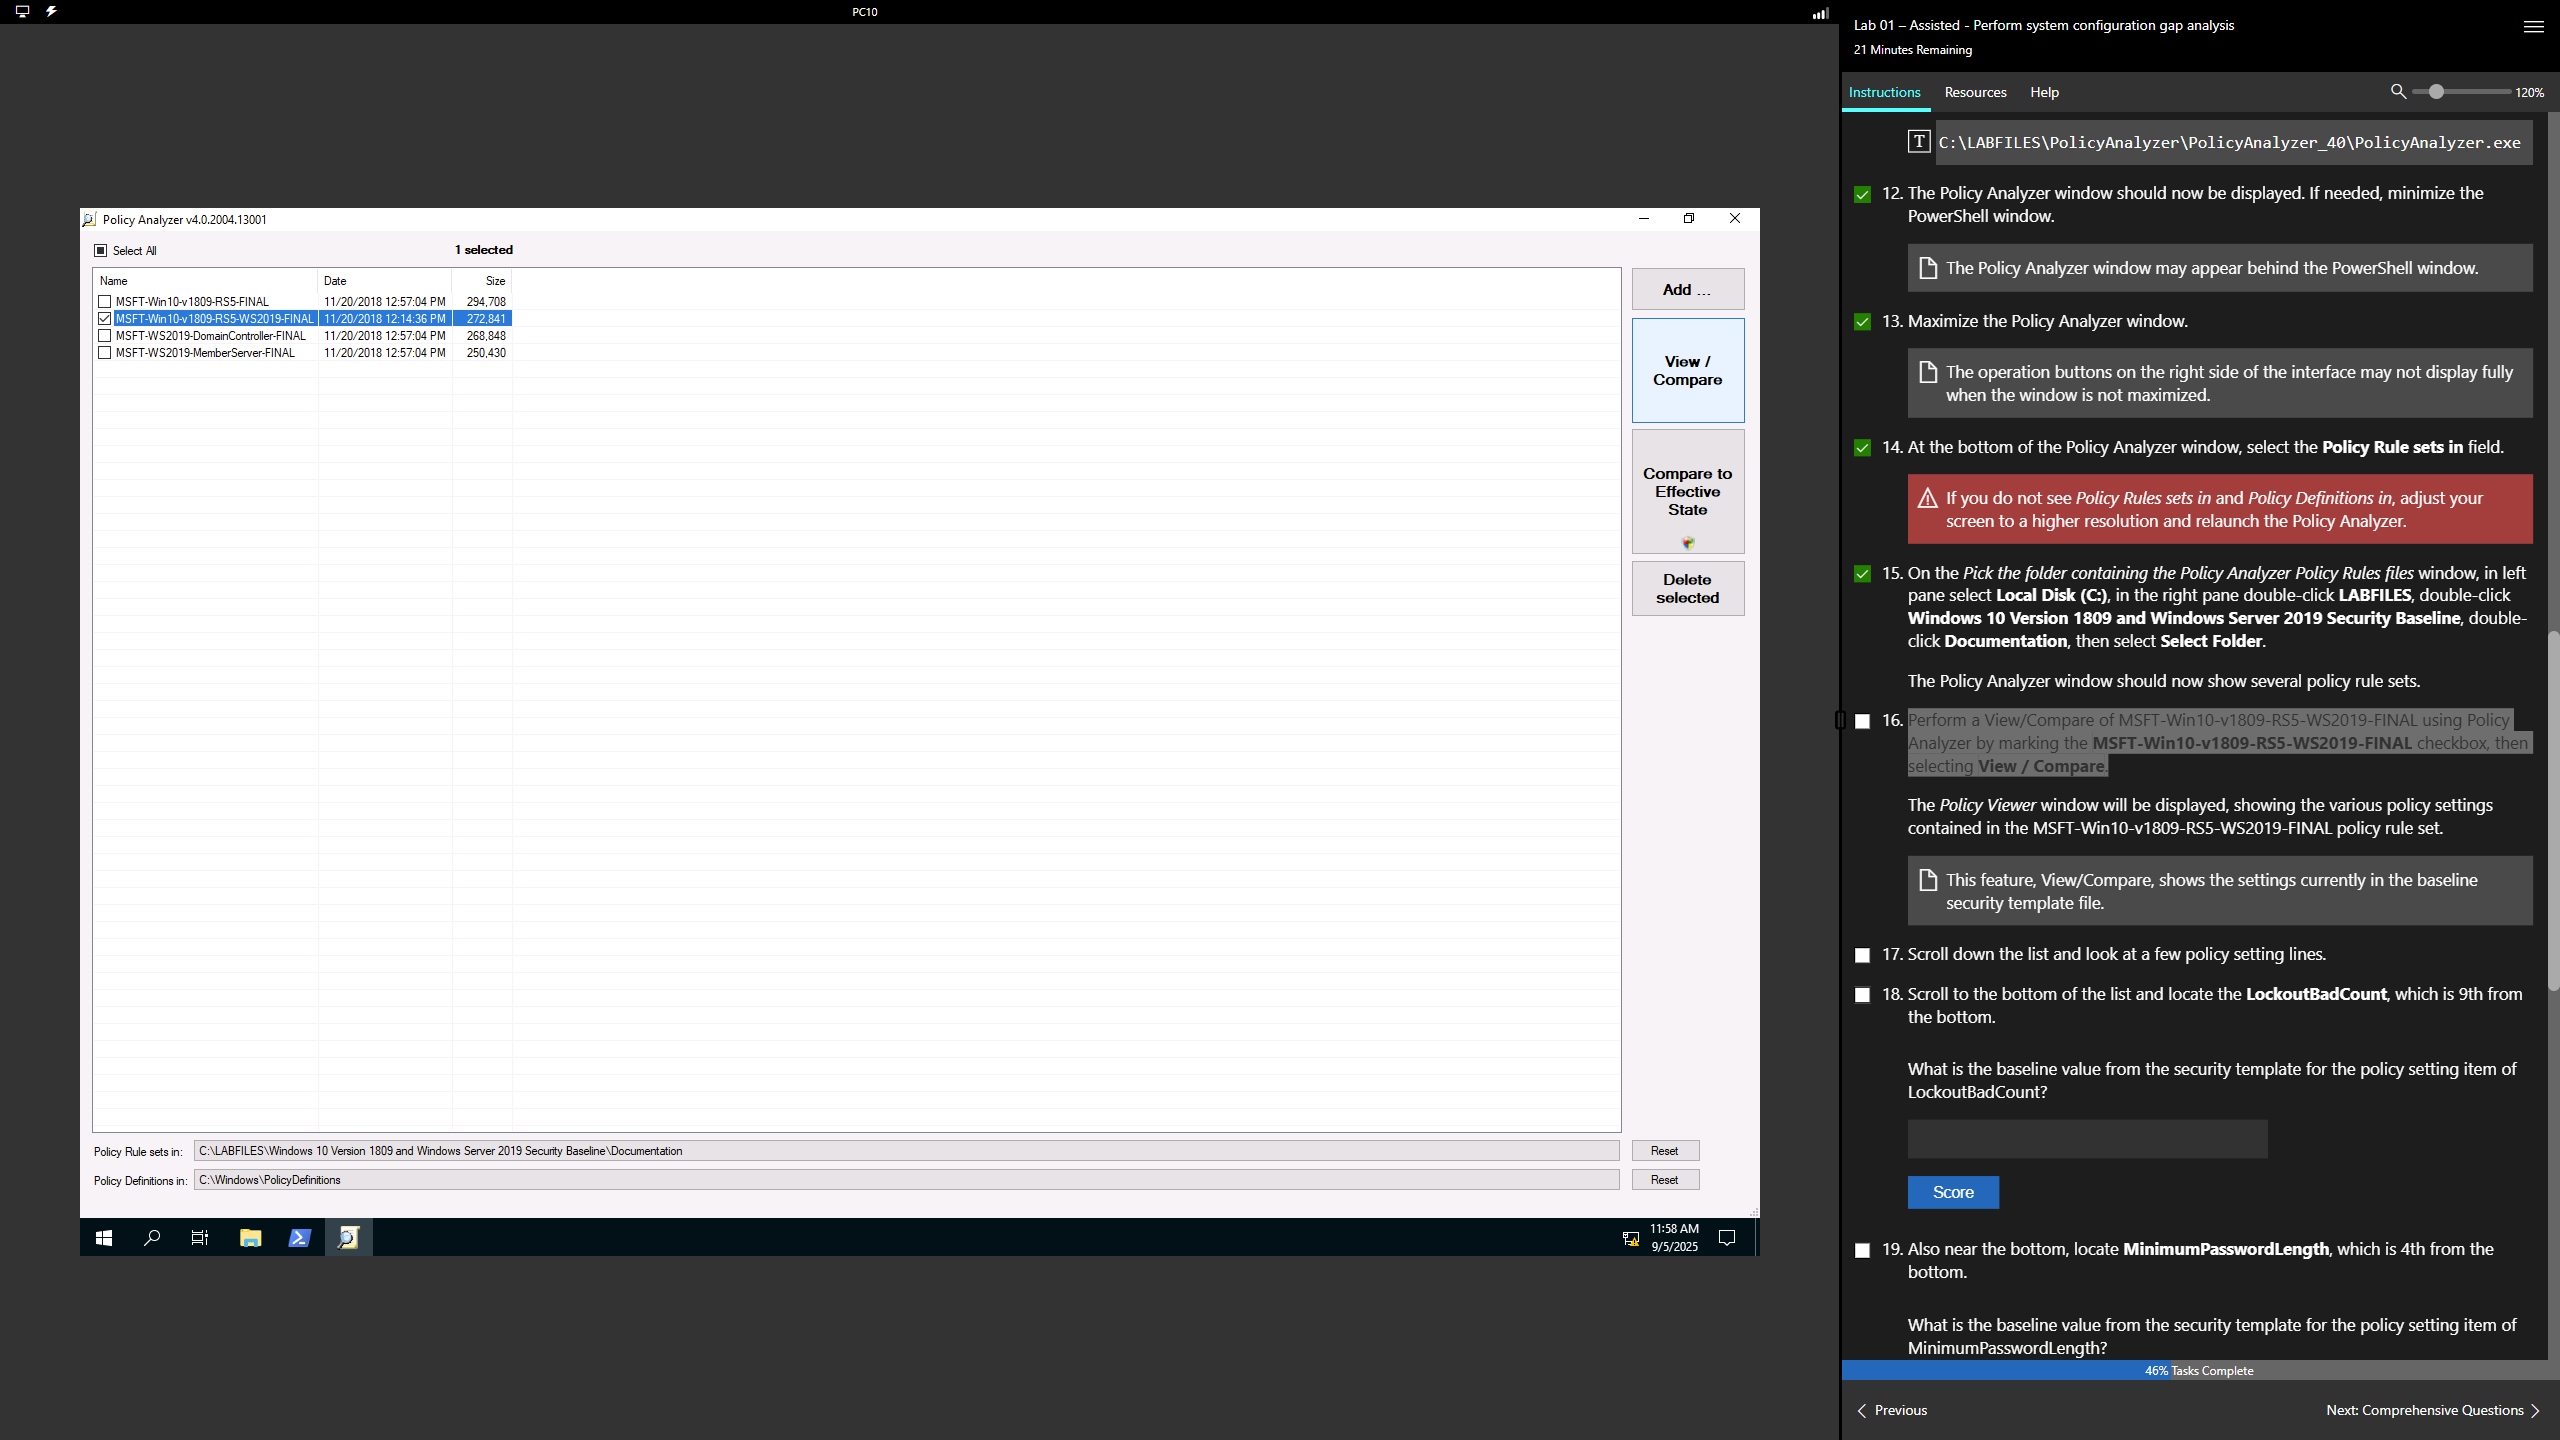 PC10
Policy Analyzer v4.0.2004.13001
Select All
1 selected
Name Date Size
MSFT-Win10-v1809-RS5-FINAL 11/20/2018 12:57:04 PM 294,708
MSFT-Win10-v1809-RS5-WS2019-FINAL 11/20/2018 12:14:36 PM 272,841
MSFT-WS2019-DomainController-FINAL 11/20/2018 12:57:04 PM 268,848
MSFT-WS2019-MemberServer-FINAL 11/20/2018 12:57:04 PM 250,430
Add ...
View /
Compare
Compare to
Effective
State
Delete
selected
Policy Rule sets in: C:\LABFILES\Windows 10 Version 1809 and Windows Server 2019 Security Baseline\Documentation Reset
Policy Definitions in: C:\Windows\PolicyDefinitions Reset
11:58 AM
9/5/2025
Lab 01 – Assisted - Perform system configuration gap analysis
21 Minutes Remaining
Instructions Resources Help 120%
T C:\LABFILES\PolicyAnalyzer\PolicyAnalyzer_40\PolicyAnalyzer.exe
12. The Policy Analyzer window should now be displayed. If needed, minimize the
PowerShell window.
The Policy Analyzer window may appear behind the PowerShell window.
13. Maximize the Policy Analyzer window.
The operation buttons on the right side of the interface may not display fully
when the window is not maximized.
14. At the bottom of the Policy Analyzer window, select the Policy Rule sets in field.
If you do not see Policy Rules sets in and Policy Definitions in, adjust your
screen to a higher resolution and relaunch the Policy Analyzer.
15. On the Pick the folder containing the Policy Analyzer Policy Rules files window, in left
pane select Local Disk (C:), in the right pane double-click LABFILES, double-click
Windows 10 Version 1809 and Windows Server 2019 Security Baseline, double-
click Documentation, then select Select Folder.
The Policy Analyzer window should now show several policy rule sets.
16. Perform a View/Compare of MSFT-Win10-v1809-RS5-WS2019-FINAL using Policy
Analyzer by marking the MSFT-Win10-v1809-RS5-WS2019-FINAL checkbox, then
selecting View / Compare.
The Policy Viewer window will be displayed, showing the various policy settings
contained in the MSFT-Win10-v1809-RS5-WS2019-FINAL policy rule set.
This feature, View/Compare, shows the settings currently in the baseline
security template file.
17. Scroll down the list and look at a few policy setting lines.
18. Scroll to the bottom of the list and locate the LockoutBadCount, which is 9th from
the bottom.
What is the baseline value from the security template for the policy setting item of
LockoutBadCount?
Score
19. Also near the bottom, locate MinimumPasswordLength, which is 4th from the
bottom.
What is the baseline value from the security template for the policy setting item of
MinimumPasswordLength?
46% Tasks Complete
Previous
Next: Comprehensive Questions